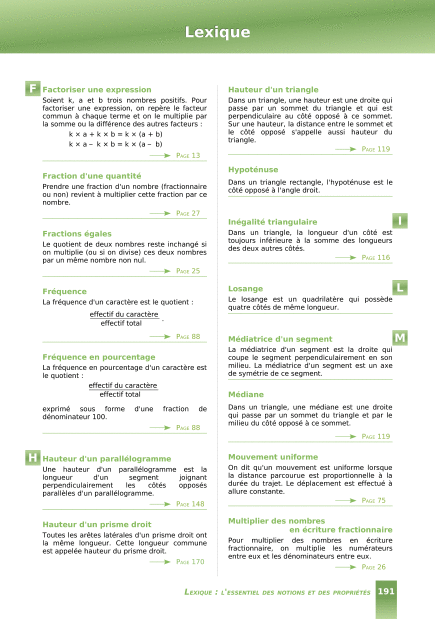 Lexique
F
Factoriser une expression
Soient k, a et b trois nombres positifs. Pour
factoriser une expression, on repère le facteur
commun à chaque terme et on le multiplie par
la somme ou la différence des autres facteurs :
k × a + k × b = k × (a + b)
k × a − k × b = k × (a − b)
PAGE 13
Fraction d'une quantité
Prendre une fraction d'un nombre (fractionnaire
ou non) revient à multiplier cette fraction par ce
nombre.
PAGE 27
Fractions égales
Le quotient de deux nombres reste inchangé si
on multiplie (ou si on divise) ces deux nombres
par un même nombre non nul.
PAGE 25
Fréquence
La fréquence d'un caractère est le quotient :
effectif du caractère
effectif total
.
PAGE 88
Fréquence en pourcentage
La fréquence d'un caractère est
le quotient :
effectif du caractère
effectif total
exprimé sous forme d'une fraction de
dénominateur 100.
PAGE 88
H
Hauteur d'un parallélogramme
Une hauteur d'un parallélogramme est la
longueur d'un segment joignant
perpendiculairement les côtés opposés
parallèles d'un parallélogramme.
PAGE 148
Hauteur d'un prisme droit
Toutes les arêtes latérales d'un prisme droit ont
la même longueur. Cette longueur commune
est appelée hauteur du prisme droit.
PAGE 170
Hauteur d'un triangle
Dans un triangle, une hauteur est une droite qui
passe par un sommet du triangle et qui est
perpendiculaire au côté opposé à ce sommet.
Sur une hauteur, la distance entre le sommet et
le côté opposé s'appelle aussi hauteur du
triangle.
PAGE 119
Hypoténuse
Dans un triangle rectangle, l'hypoténuse est le
côté opposé à l'angle droit.
I
Inégalité triangulaire
Dans un triangle, la longueur d'un côté est
toujours inférieure à la somme des longueurs
des deux autres côtés.
PAGE 116
L
Losange
Le losange est un quadrilatère qui possède
quatre côtés de même longueur.
M
Médiatrice d'un segment
La médiatrice d'un segment est la droite qui
coupe le segment perpendiculairement en son
milieu. La médiatrice d'un segment est un axe
de symétrie de ce segment.
Médiane
Dans un triangle, une médiane est une droite
qui passe par un sommet du triangle et par le
milieu du côté opposé à ce sommet.
PAGE 119
Mouvement uniforme
On dit qu'un mouvement est uniforme lorsque
la distance parcourue est proportionnelle à la
durée du trajet. Le déplacement est effectué à
allure constante.
PAGE 75
Multiplier des nombres
en écriture fractionnaire
Pour multiplier des nombres en écriture
fractionnaire, on multiplie les numérateurs
entre eux et les dénominateurs entre eux.
PAGE 26
LEXIQUE : L'ESSENTIEL DES NOTIONS ET DES PROPRIÉTÉS 191